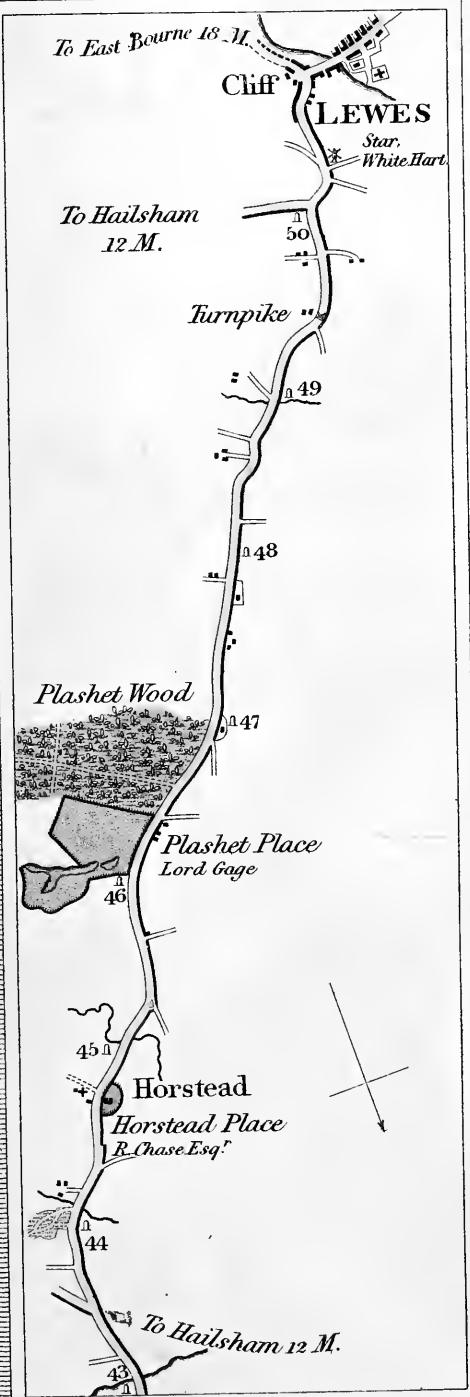 To East Bourne 18 M.
Cliff
LEWES
Star,
White Hart.
To Hailsham
12 M.
50
Turnpike
49
48
Plashet Wood
47
Plashet Place
Lord Gage
46
45
Horstead
Horstead Place
R. Chase Esqr.
44
To Hailsham 12 M.
43